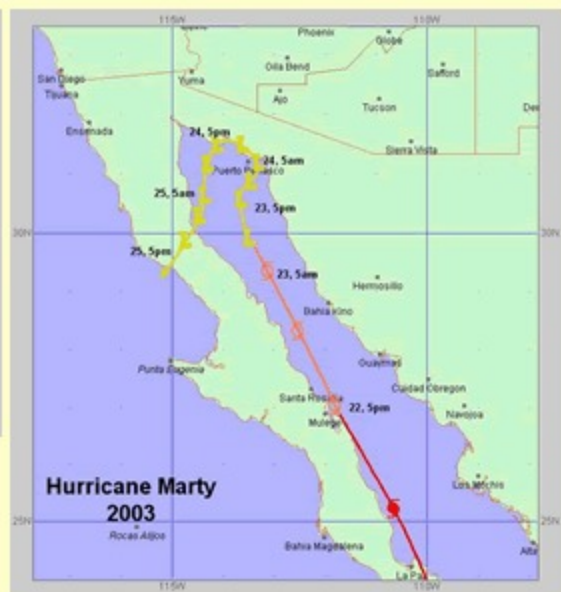 115W
110W
Phoenix
Globe
San Diego
Yuma
Gila Bend
Safford
Tijuana
Ajo
Tucson
Ensenada
24, 5pm
Sierra Vista
24, 5am
25, 5am
23, 5pm
30N
30N
25, 5pm
23, 5am
Hermosillo
Bahia Kino
Punta Eugenia
Guaymas
Cuidad Obregon
Santa Rosalia
22, 5pm
Mulege
Navojoa
Hurricane Marty
2003
Los Mochis
Rocas Alijos
25N
25N
Bahia Magdalena
La Paz
115W
110W